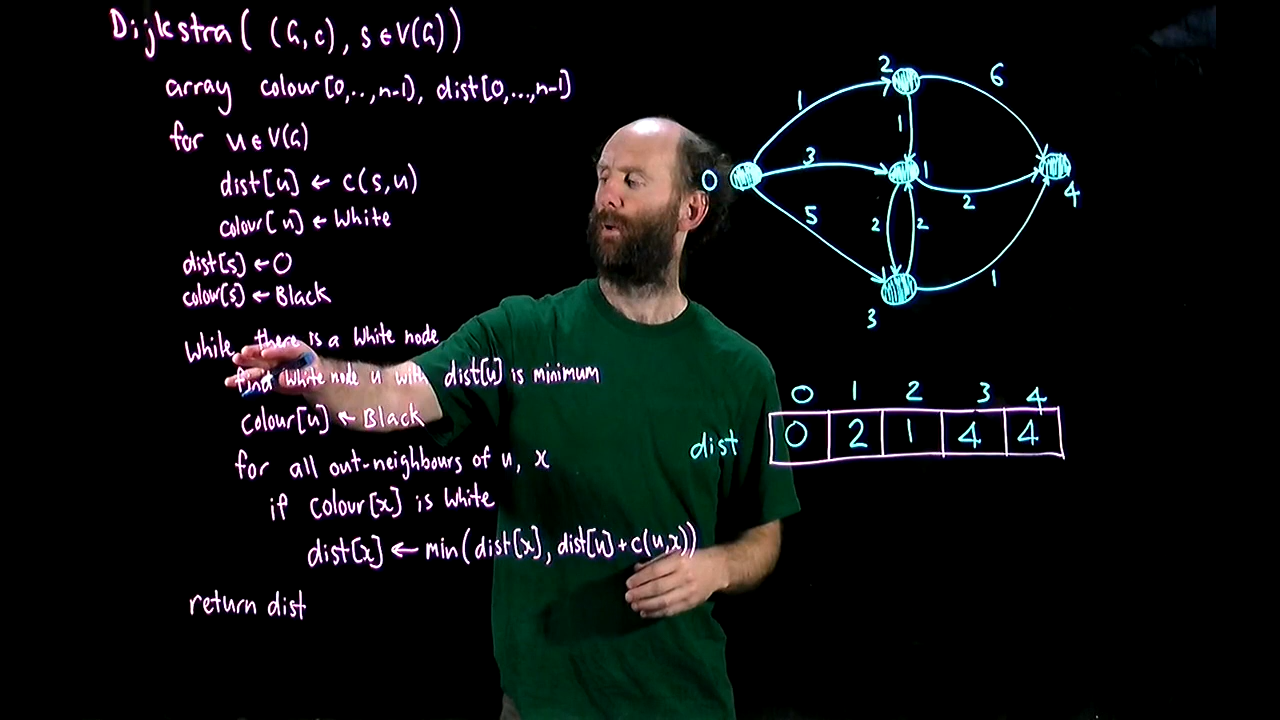 Dijkstra( (G,c), s∈V(G))
array colour[0,..,n-1), dist[0,...,n-1]
for u∈V(G)
dist[u] ← c(s,u)
colour[u] ← White
dist[s] ← 0
colour[s] ← Black
While there is a White node
find white node u with dist[u] is minimum
colour[u] ← Black
for all out-neighbours of u, x
if colour[x] is White
dist[x] ← min(dist[x], dist[u]+c(u,x))
return dist
2 6
1
1
0 3 1
2 4
5 2 2
1
3
0 1 2 3 4
dist 0 2 1 4 4